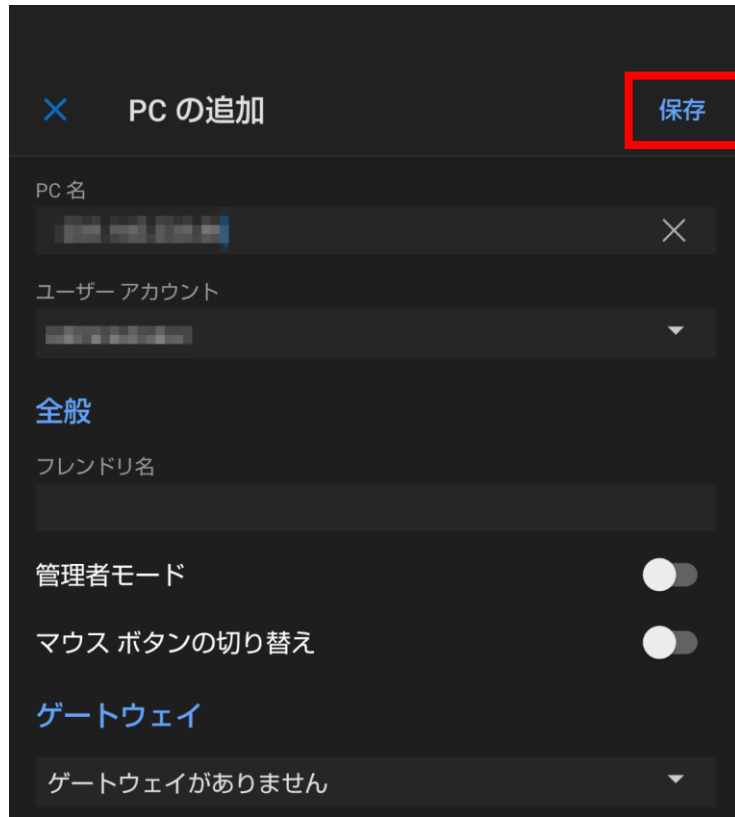 PC の追加
保存
PC 名
ユーザー アカウント
全般
フレンドリ名
管理者モード
マウス ボタンの切り替え
ゲートウェイ
ゲートウェイがありません